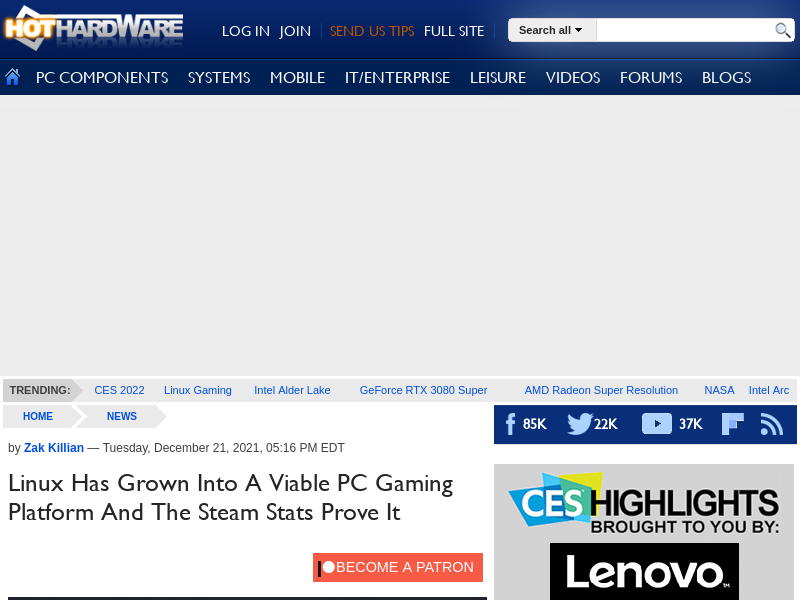 HOTHARDWARE
LOG IN JOIN SEND US TIPS FULL SITE Search all
PC COMPONENTS SYSTEMS MOBILE IT/ENTERPRISE LEISURE VIDEOS FORUMS BLOGS
TRENDING: CES 2022 Linux Gaming Intel Alder Lake GeForce RTX 3080 Super AMD Radeon Super Resolution NASA Intel Arc
HOME NEWS
85K 22K 37K
by Zak Killian — Tuesday, December 21, 2021, 05:16 PM EDT
Linux Has Grown Into A Viable PC Gaming
Platform And The Steam Stats Prove It
BECOME A PATRON
CES HIGHLIGHTS
BROUGHT TO YOU BY:
Lenovo™